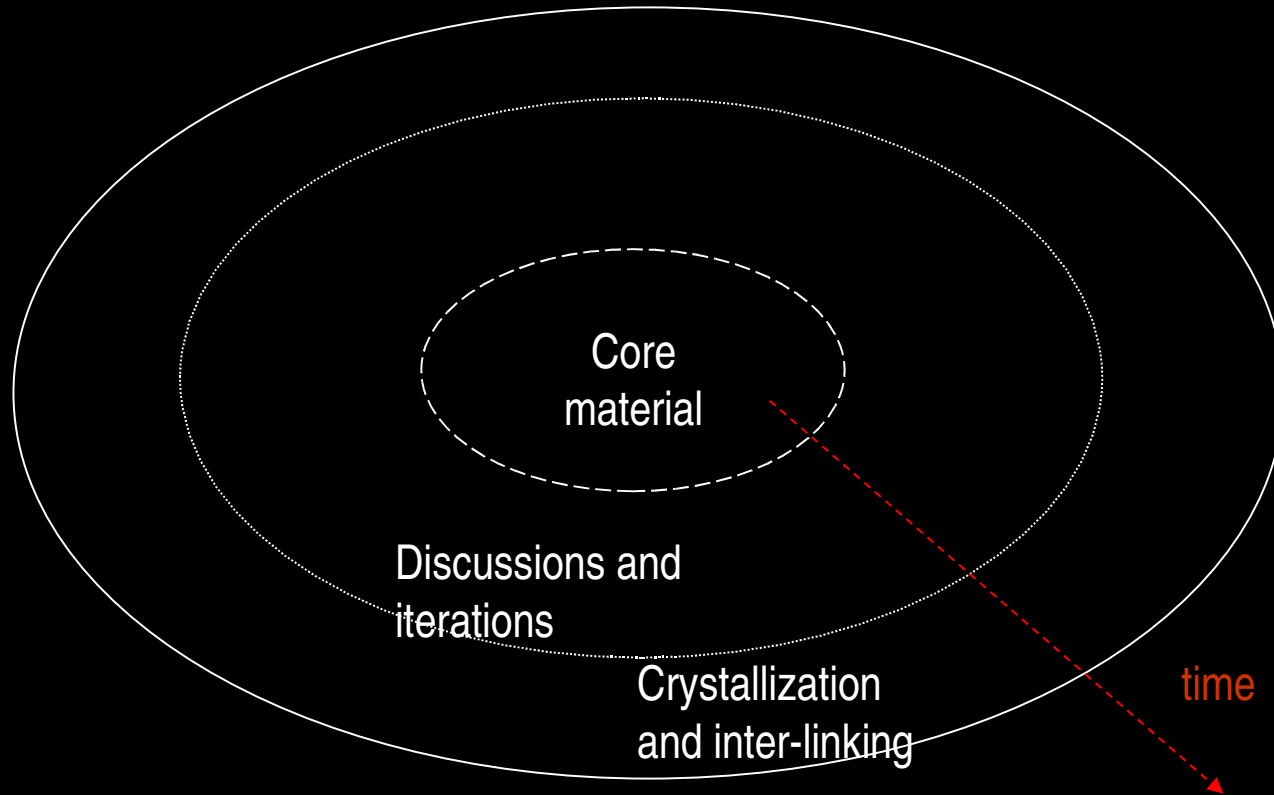 Core
material
Discussions and
iterations
Crystallization
and inter-linking
time